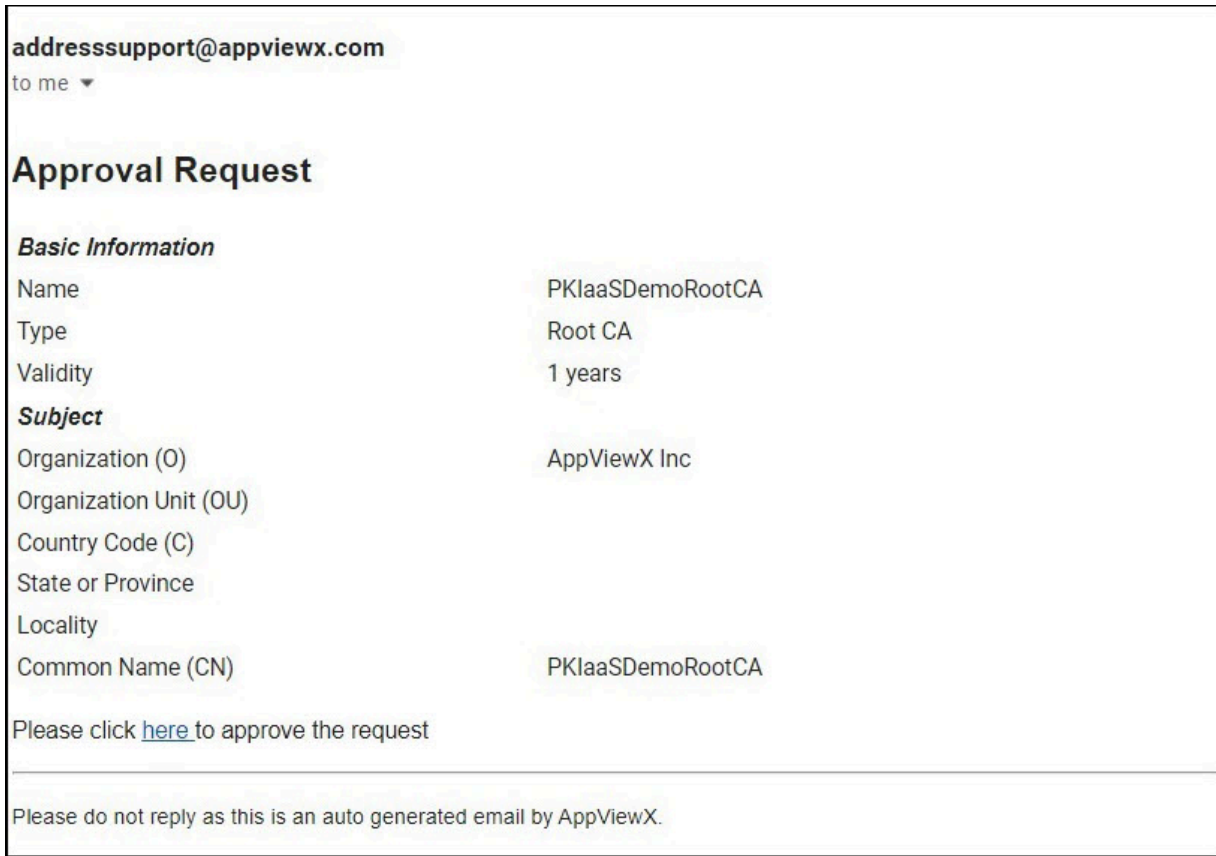 addresssupport@appviewx.com
to me
Approval Request
Basic Information
Name PKIaaSDemoRootCA
Type Root CA
Validity 1 years
Subject
Organization (O) AppViewX Inc
Organization Unit (OU)
Country Code (C)
State or Province
Locality
Common Name (CN) PKIaaSDemoRootCA
Please click here to approve the request
Please do not reply as this is an auto generated email by AppViewX.